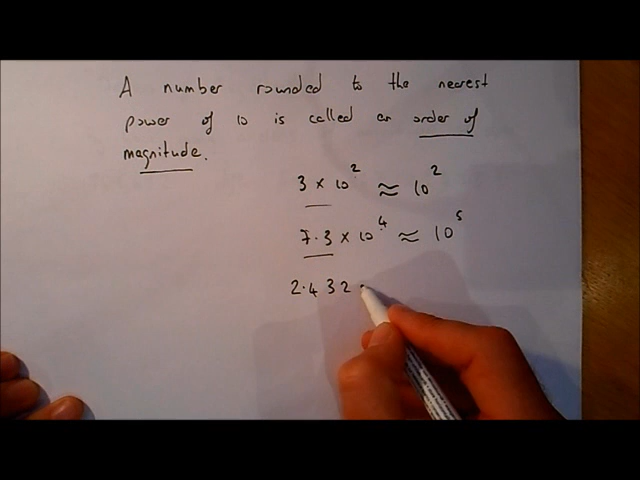 A number rounded to the nearest
power of 10 is called an order of
magnitude.
3 × 10² ≈ 10²
7.3 × 10⁴ ≈ 10⁵
2.432